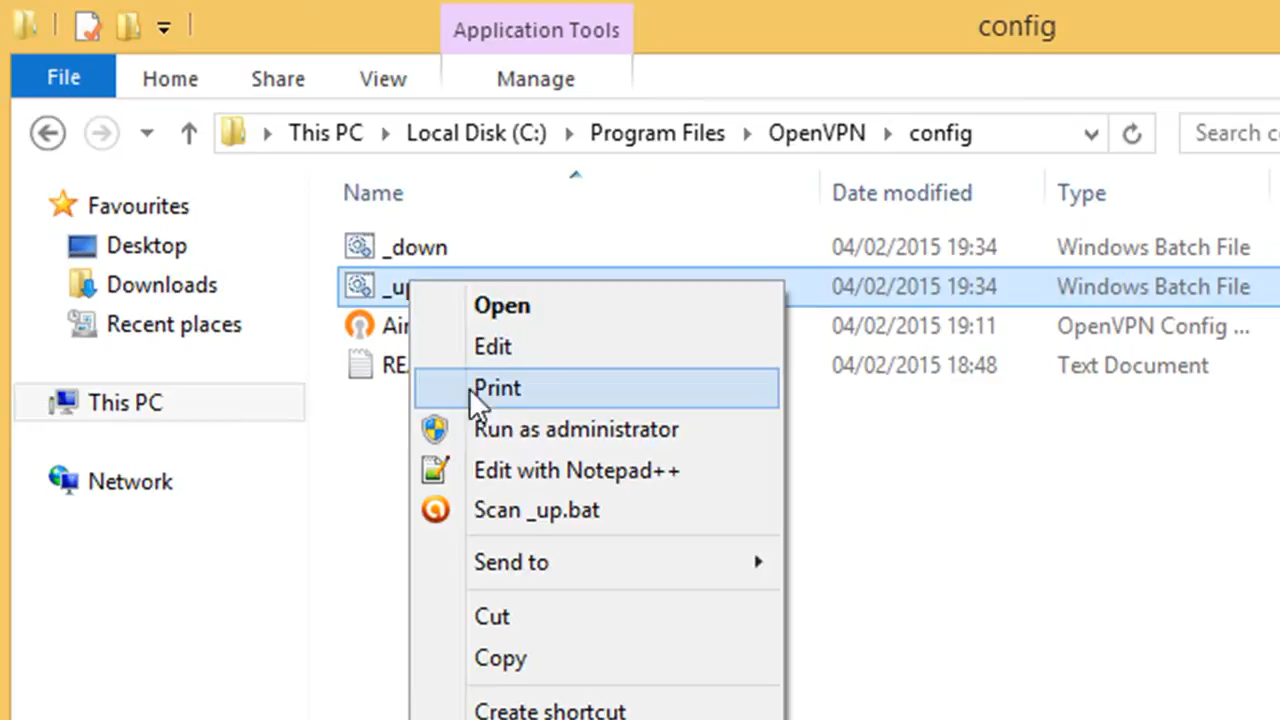 Application Tools
config
File
Home
Share
View
Manage
This PC
Local Disk (C:)
Program Files
OpenVPN
config
Search c
Name
Date modified
Type
Favourites
Desktop
Downloads
Recent places
This PC
Network
_down
04/02/2015 19:34
Windows Batch File
_up
04/02/2015 19:34
Windows Batch File
Air
04/02/2015 19:11
OpenVPN Config ...
REA
04/02/2015 18:48
Text Document
Open
Edit
Print
Run as administrator
Edit with Notepad++
Scan _up.bat
Send to
Cut
Copy
Create shortcut